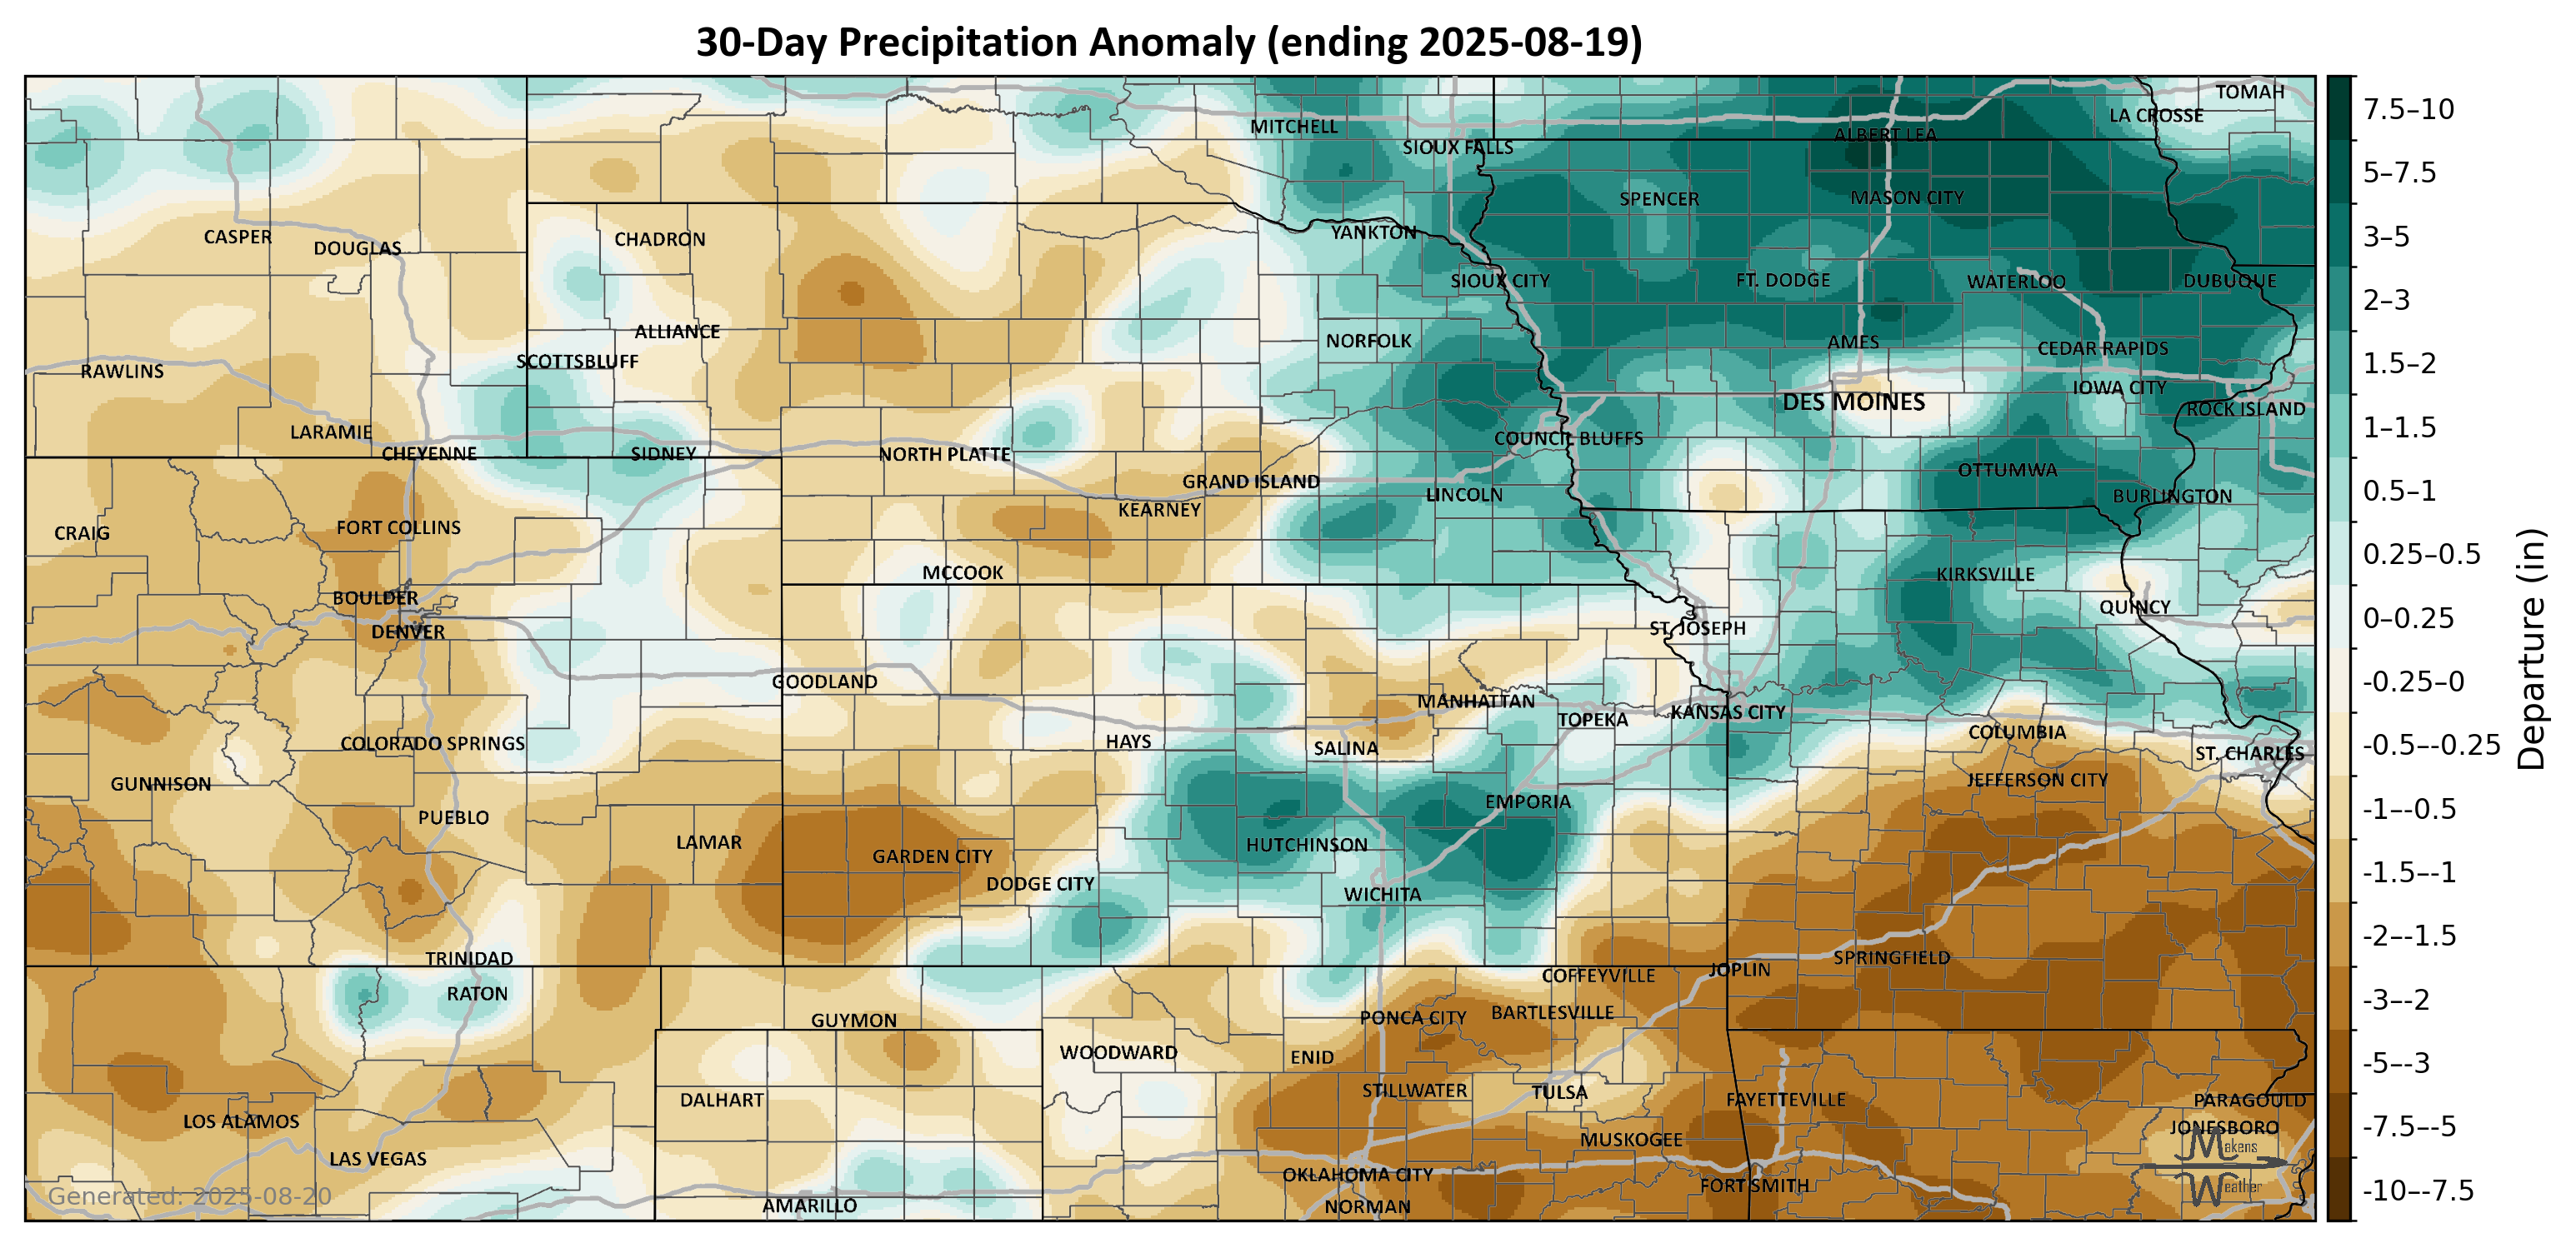 30-Day Precipitation Anomaly (ending 2025-08-19)
TOMAH
LA CROSSE
MITCHELL
ALBERT LEA
SIOUX FALLS
SPENCER
MASON CITY
CASPER
DOUGLAS
CHADRON
YANKTON
SIOUX CITY
FT. DODGE
WATERLOO
DUBUQUE
ALLIANCE
NORFOLK
AMES
CEDAR RAPIDS
SCOTTSBLUFF
RAWLINS
IOWA CITY
DES MOINES
ROCK ISLAND
LARAMIE
COUNCIL BLUFFS
CHEYENNE
SIDNEY
NORTH PLATTE
OTTUMWA
GRAND ISLAND
LINCOLN
BURLINGTON
KEARNEY
CRAIG
FORT COLLINS
MCCOOK
KIRKSVILLE
BOULDER
QUINCY
DENVER
ST. JOSEPH
GOODLAND
MANHATTAN
KANSAS CITY
TOPEKA
COLUMBIA
COLORADO SPRINGS
HAYS
SALINA
ST. CHARLES
GUNNISON
JEFFERSON CITY
EMPORIA
PUEBLO
LAMAR
HUTCHINSON
GARDEN CITY
DODGE CITY
WICHITA
TRINIDAD
SPRINGFIELD
JOPLIN
COFFEYVILLE
RATON
GUYMON
PONCA CITY
BARTLESVILLE
WOODWARD
ENID
STILLWATER
TULSA
DALHART
FAYETTEVILLE
PARAGOULD
LOS ALAMOS
JONESBORO
MUSKOGEE
LAS VEGAS
OKLAHOMA CITY
FORT SMITH
AMARILLO
NORMAN
Makens
Weather
Generated: 2025-08-20
7.5–10
5–7.5
3–5
2–3
1.5–2
1–1.5
0.5–1
0.25–0.5
0–0.25
-0.25–0
-0.5–-0.25
-1–-0.5
-1.5–-1
-2–-1.5
-3–-2
-5–-3
-7.5–-5
-10–-7.5
Departure (in)